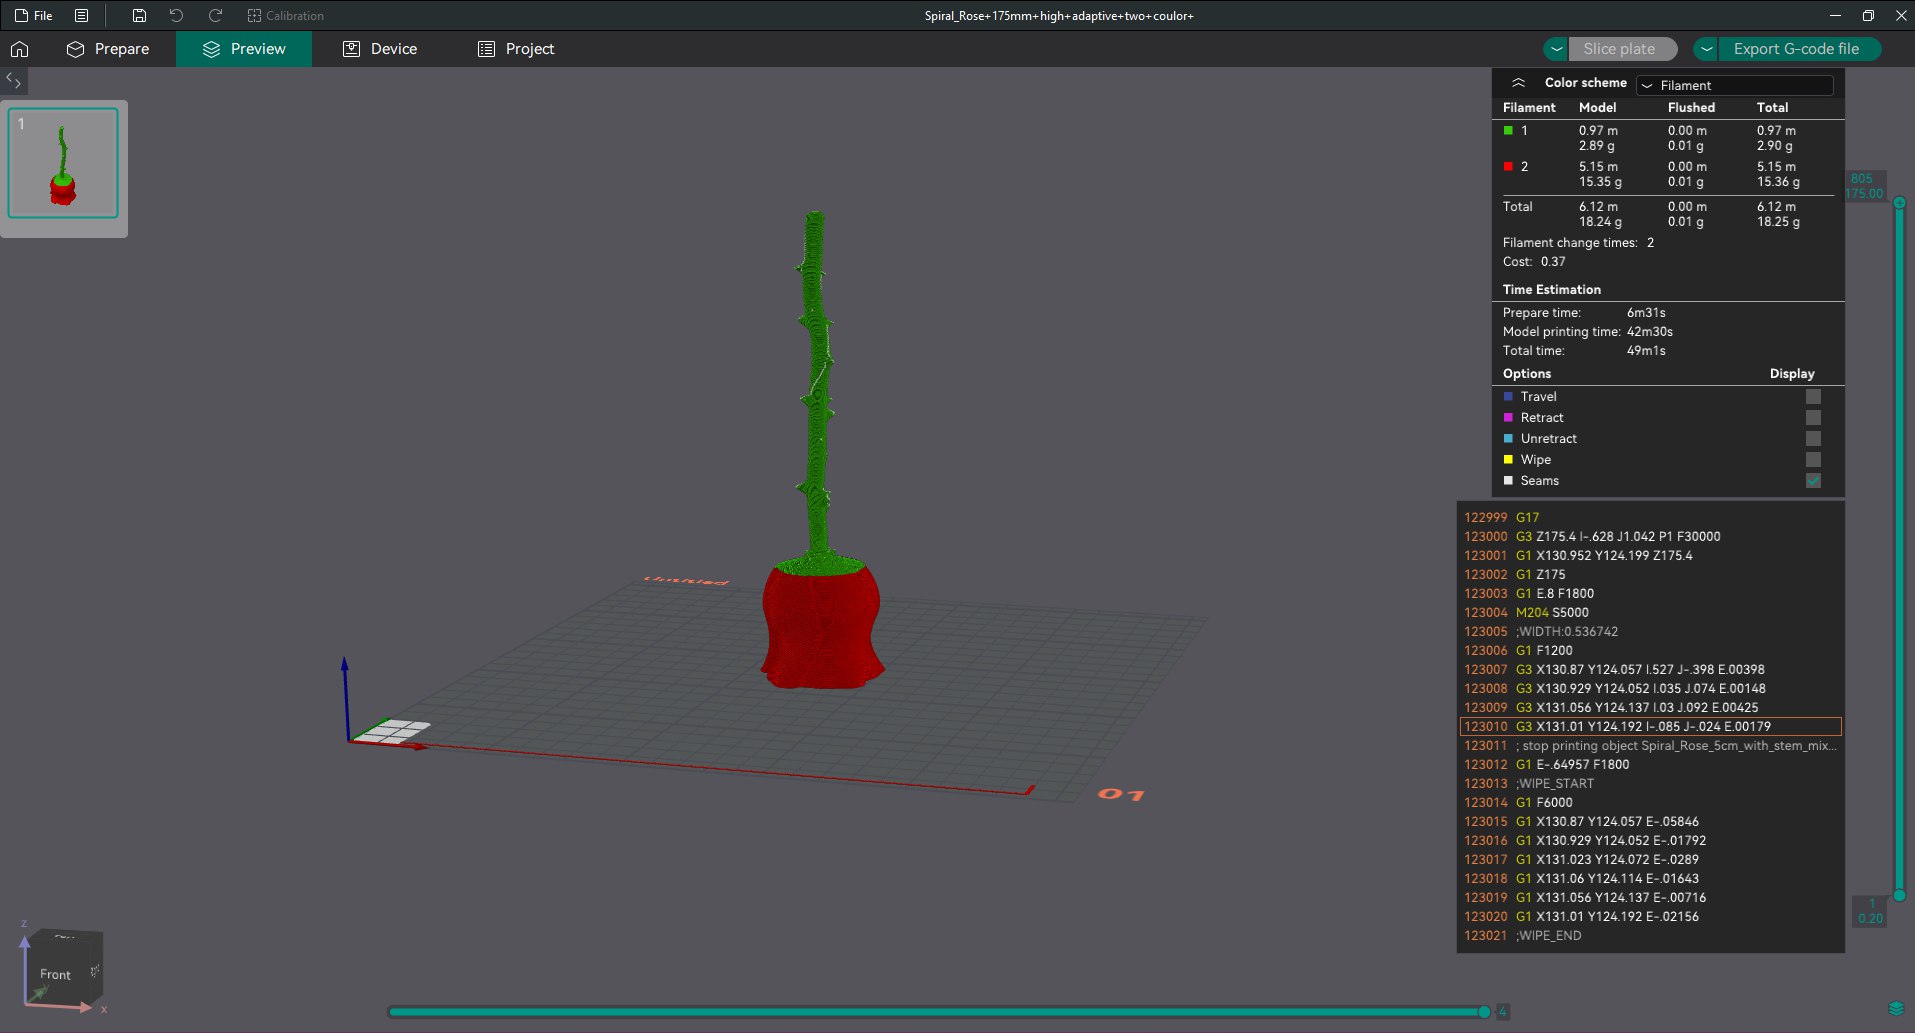 File
Calibration
Spiral_Rose+175mm+high+adaptive+two+coulor+
Prepare
Preview
Device
Project
Slice plate
Export G-code file
1
Color scheme Filament
Filament Model Flushed Total
1 0.97 m 0.00 m 0.97 m
2.89 g 0.01 g 2.90 g
2 5.15 m 0.00 m 5.15 m
15.35 g 0.01 g 15.36 g
Total 6.12 m 0.00 m 6.12 m
18.24 g 0.01 g 18.25 g
Filament change times: 2
Cost: 0.37
Time Estimation
Prepare time: 6m31s
Model printing time: 42m30s
Total time: 49m1s
Options Display
Travel
Retract
Unretract
Wipe
Seams
805
175.00
122999 G17
123000 G3 Z175.4 I-.628 J1.042 P1 F30000
123001 G1 X130.952 Y124.199 Z175.4
123002 G1 Z175
123003 G1 E.8 F1800
123004 M204 S5000
123005 ;WIDTH:0.536742
123006 G1 F1200
123007 G3 X130.87 Y124.057 I.527 J-.398 E.00398
123008 G3 X130.929 Y124.052 I.035 J.074 E.00148
123009 G3 X131.056 Y124.137 I.03 J.092 E.00425
123010 G3 X131.01 Y124.192 I-.085 J-.024 E.00179
123011 ; stop printing object Spiral_Rose_5cm_with_stem_mix...
123012 G1 E-.64957 F1800
123013 ;WIPE_START
123014 G1 F6000
123015 G1 X130.87 Y124.057 E-.05846
123016 G1 X130.929 Y124.052 E-.01792
123017 G1 X131.023 Y124.072 E-.0289
123018 G1 X131.06 Y124.114 E-.01643
123019 G1 X131.056 Y124.137 E-.00716
123020 G1 X131.01 Y124.192 E-.02156
123021 ;WIPE_END
1
0.20
Untitled
01
z
Front
x
4